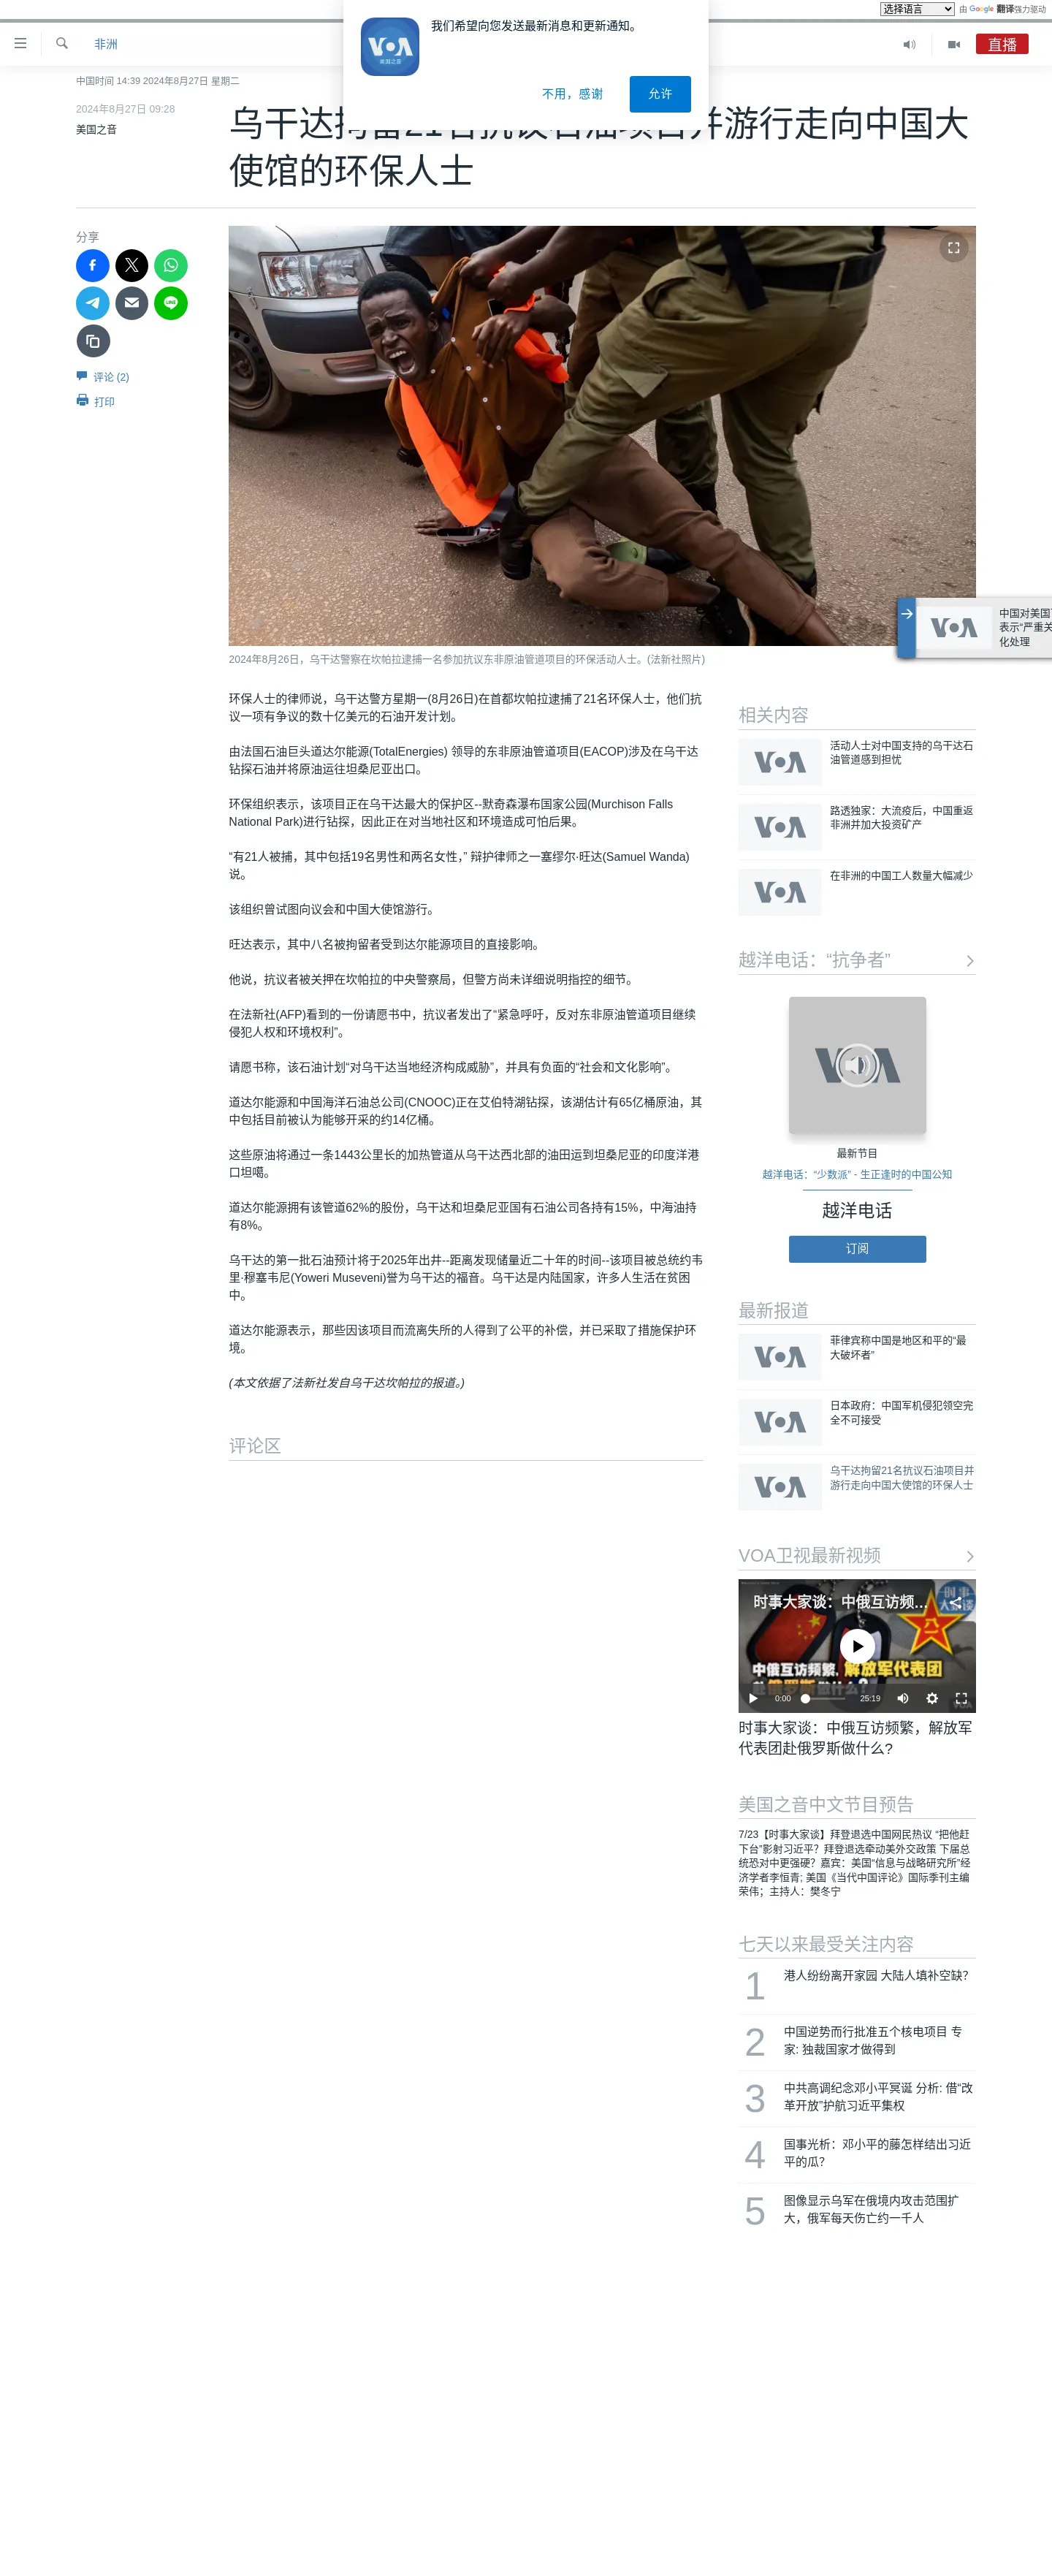 选择语言 由 Google 翻译强力驱动
我们希望向您发送最新消息和更新通知。
VOA
美国之音
不用，感谢
允许
非洲
直播
中国时间 14:39 2024年8月27日 星期二
2024年8月27日 09:28
美国之音
乌干达拘留21名抗议石油项目并游行走向中国大
使馆的环保人士
分享
评论 (2)
打印
2024年8月26日，乌干达警察在坎帕拉逮捕一名参加抗议东非原油管道项目的环保活动人士。(法新社照片)
VOA
中国对美国
表示“严重关
化处理
环保人士的律师说，乌干达警方星期一(8月26日)在首都坎帕拉逮捕了21名环保人士，他们抗
议一项有争议的数十亿美元的石油开发计划。
由法国石油巨头道达尔能源(TotalEnergies) 领导的东非原油管道项目(EACOP)涉及在乌干达
钻探石油并将原油运往坦桑尼亚出口。
环保组织表示，该项目正在乌干达最大的保护区--默奇森瀑布国家公园(Murchison Falls
National Park)进行钻探，因此正在对当地社区和环境造成可怕后果。
“有21人被捕，其中包括19名男性和两名女性，” 辩护律师之一塞缪尔·旺达(Samuel Wanda)
说。
该组织曾试图向议会和中国大使馆游行。
旺达表示，其中八名被拘留者受到达尔能源项目的直接影响。
他说，抗议者被关押在坎帕拉的中央警察局，但警方尚未详细说明指控的细节。
在法新社(AFP)看到的一份请愿书中，抗议者发出了“紧急呼吁，反对东非原油管道项目继续
侵犯人权和环境权利”。
请愿书称，该石油计划“对乌干达当地经济构成威胁”，并具有负面的“社会和文化影响”。
道达尔能源和中国海洋石油总公司(CNOOC)正在艾伯特湖钻探，该湖估计有65亿桶原油，其
中包括目前被认为能够开采的约14亿桶。
这些原油将通过一条1443公里长的加热管道从乌干达西北部的油田运到坦桑尼亚的印度洋港
口坦噶。
道达尔能源拥有该管道62%的股份，乌干达和坦桑尼亚国有石油公司各持有15%，中海油持
有8%。
乌干达的第一批石油预计将于2025年出井--距离发现储量近二十年的时间--该项目被总统约韦
里·穆塞韦尼(Yoweri Museveni)誉为乌干达的福音。乌干达是内陆国家，许多人生活在贫困
中。
道达尔能源表示，那些因该项目而流离失所的人得到了公平的补偿，并已采取了措施保护环
境。
(本文依据了法新社发自乌干达坎帕拉的报道。)
评论区
相关内容
VOA
活动人士对中国支持的乌干达石
油管道感到担忧
VOA
路透独家：大流疫后，中国重返
非洲并加大投资矿产
VOA
在非洲的中国工人数量大幅减少
越洋电话：“抗争者”
VOA
最新节目
越洋电话：“少数派” - 生正逢时的中国公知
越洋电话
订阅
最新报道
VOA
菲律宾称中国是地区和平的“最
大破坏者”
VOA
日本政府：中国军机侵犯领空完
全不可接受
VOA
乌干达拘留21名抗议石油项目并
游行走向中国大使馆的环保人士
VOA卫视最新视频
时事大家谈：中俄互访频…
中俄互访频繁，解放军代表团
赴俄罗斯做什么？
0:00
25:19
时事大家谈：中俄互访频繁，解放军
代表团赴俄罗斯做什么?
美国之音中文节目预告
7/23【时事大家谈】拜登退选中国网民热议 “把他赶
下台”影射习近平？拜登退选牵动美外交政策 下届总
统恐对中更强硬？嘉宾：美国“信息与战略研究所”经
济学者李恒青; 美国《当代中国评论》国际季刊主编
荣伟；主持人：樊冬宁
七天以来最受关注内容
1 港人纷纷离开家园 大陆人填补空缺?
2 中国逆势而行批准五个核电项目 专
家: 独裁国家才做得到
3 中共高调纪念邓小平冥诞 分析: 借“改
革开放”护航习近平集权
4 国事光析：邓小平的藤怎样结出习近
平的瓜？
5 图像显示乌军在俄境内攻击范围扩
大，俄军每天伤亡约一千人